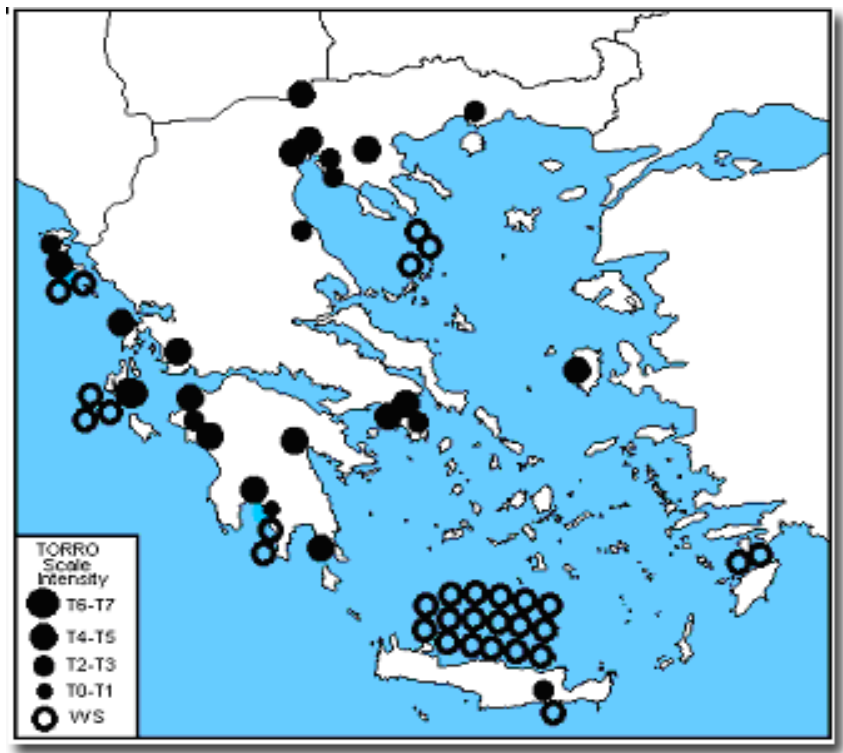 TORRO
Scale
Intensity
T6-T7
T4-T5
T2-T3
T0-T1
WS